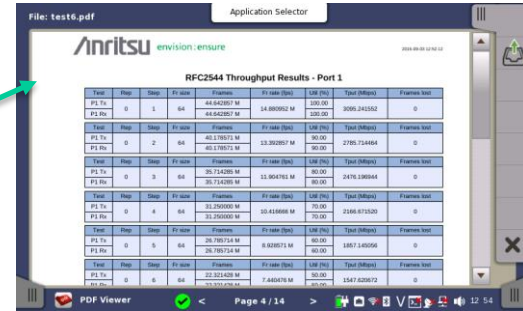 File: test6.pdf
Application Selector
Anritsu envision : ensure
RFC2544 Throughput Results - Port 1
Test Rep Step Fr size Frames Fr rate (fps) Util (%) Tput (Mbps) Frames lost
P1 Tx 0 1 64 44.642857 M 14.880952 M 100.00 3095.241552 0
P1 Rx 44.642857 M 100.00
Test Rep Step Fr size Frames Fr rate (fps) Util (%) Tput (Mbps) Frames lost
P1 Tx 0 2 64 40.178571 M 13.392857 M 90.00 2785.714464 0
P1 Rx 40.178571 M 90.00
Test Rep Step Fr size Frames Fr rate (fps) Util (%) Tput (Mbps) Frames lost
P1 Tx 0 3 64 35.714285 M 11.904761 M 80.00 2476.196944 0
P1 Rx 35.714285 M 80.00
Test Rep Step Fr size Frames Fr rate (fps) Util (%) Tput (Mbps) Frames lost
P1 Tx 0 4 64 31.250000 M 70.00 2166.671520 0
P1 Rx 31.250000 M 70.00
Test Rep Step Fr size Frames Fr rate (fps) Util (%) Tput (Mbps) Frames lost
P1 Tx 0 5 64 26.785714 M 8.928571 M 60.00 1857.145056 0
P1 Rx 26.785714 M 60.00
Test Rep Step Fr size Frames Fr rate (fps) Util (%) Tput (Mbps) Frames lost
P1 Tx 0 6 64 22.321428 M 7.440476 M 50.00 1547.620672 0
P1 Rx
PDF Viewer < Page 4 / 14 > 12 54